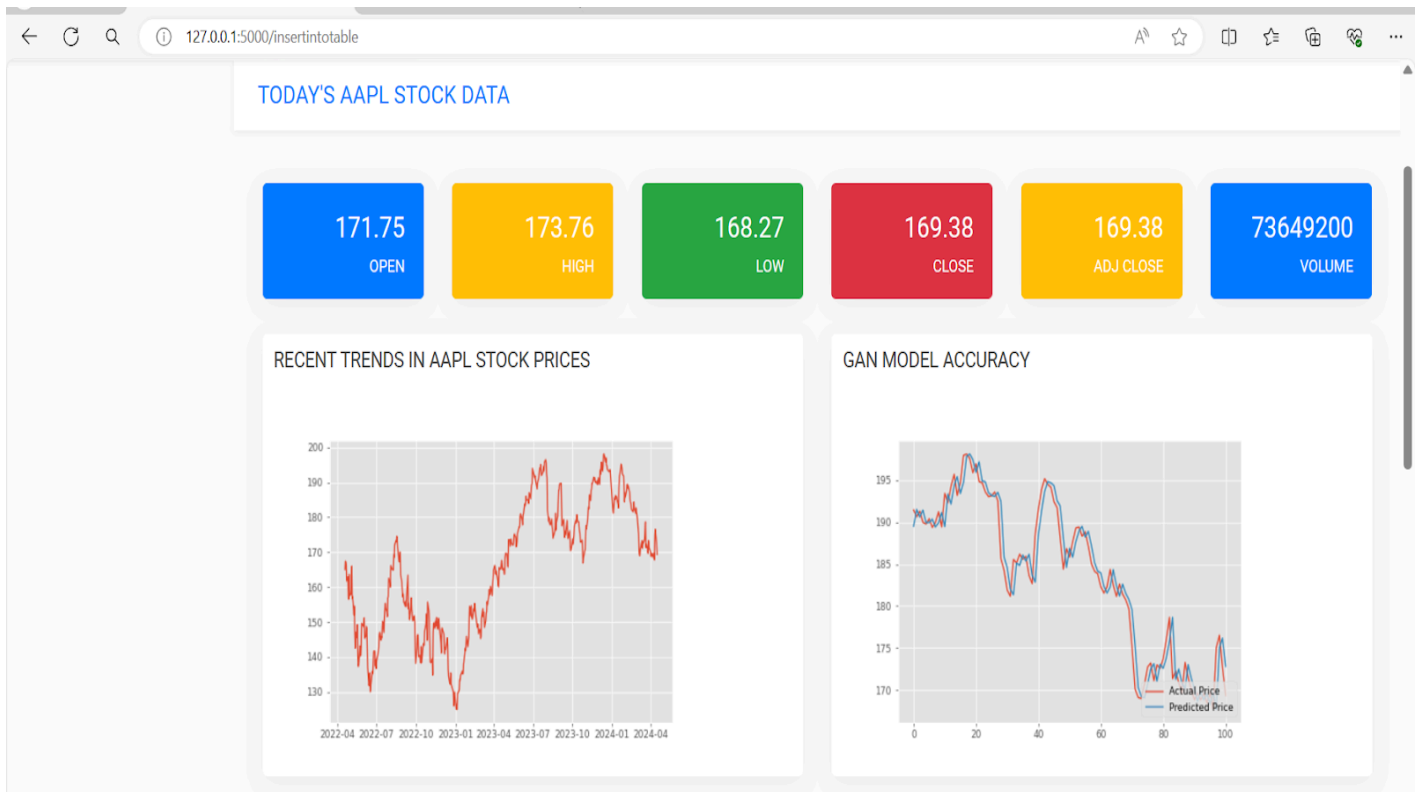 127.0.0.1:5000/insertintotable
TODAY'S AAPL STOCK DATA
171.75
OPEN
173.76
HIGH
168.27
LOW
169.38
CLOSE
169.38
ADJ CLOSE
73649200
VOLUME
RECENT TRENDS IN AAPL STOCK PRICES
200
190
180
170
160
150
140
130
2022-04 2022-07 2022-10 2023-01 2023-04 2023-07 2023-10 2024-01 2024-04
GAN MODEL ACCURACY
195
190
185
180
175
170
Actual Price
Predicted Price
0 20 40 60 80 100